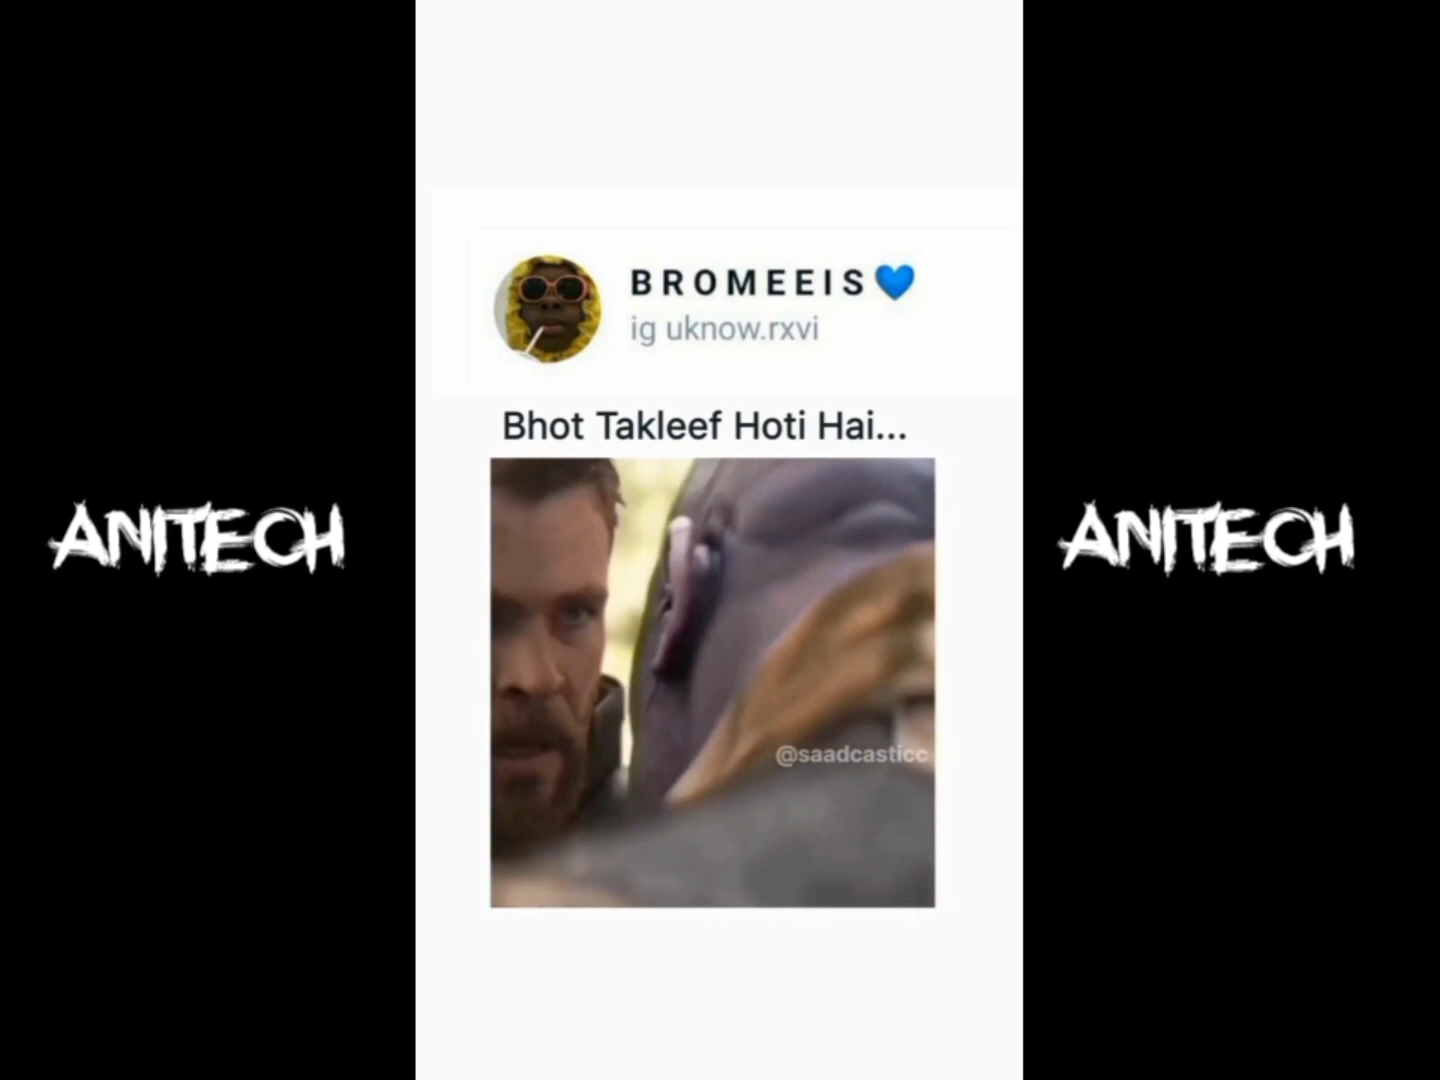 BROMEEIS💙
ig uknow.rxvi
Bhot Takleef Hoti Hai...
ANITECH
ANITECH
@saadcasticc